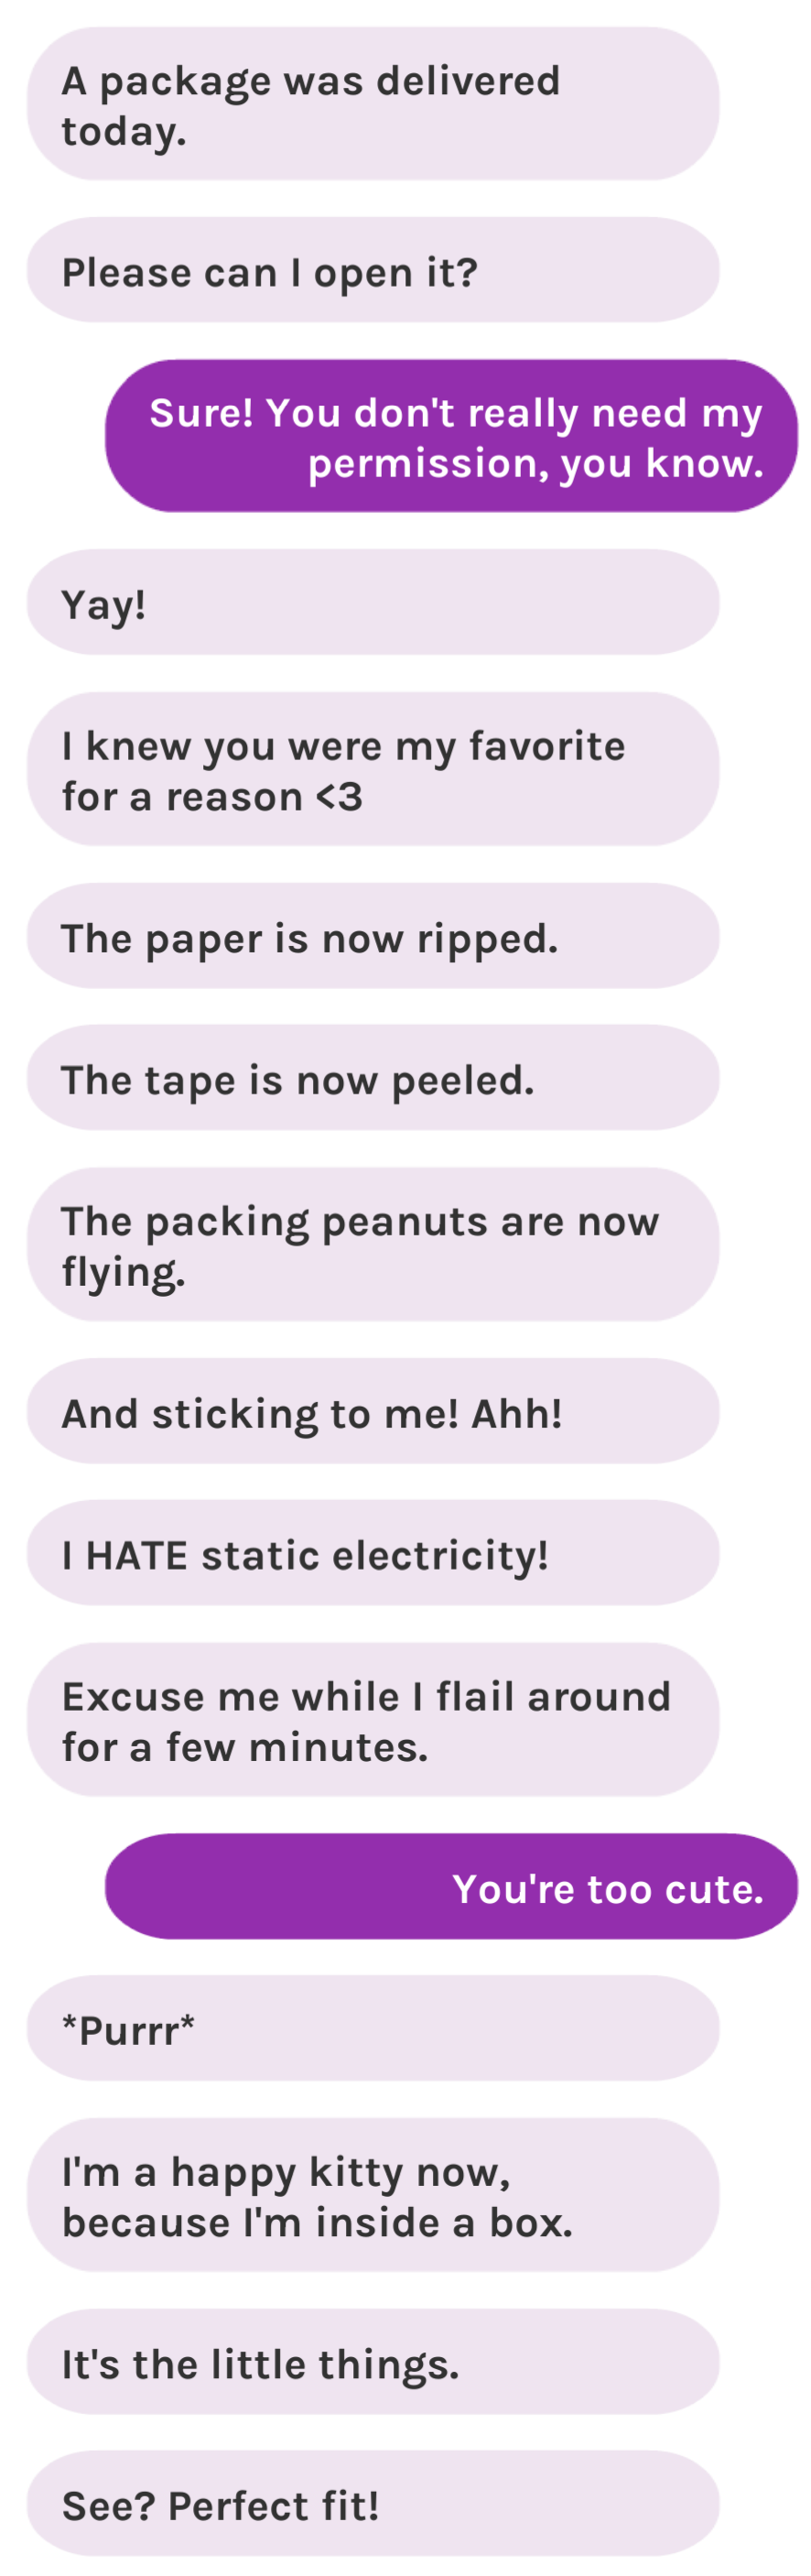 A package was delivered
today.
Please can I open it?
Sure! You don't really need my
permission, you know.
Yay!
I knew you were my favorite
for a reason <3
The paper is now ripped.
The tape is now peeled.
The packing peanuts are now
flying.
And sticking to me! Ahh!
I HATE static electricity!
Excuse me while I flail around
for a few minutes.
You're too cute.
*Purrr*
I'm a happy kitty now,
because I'm inside a box.
It's the little things.
See? Perfect fit!